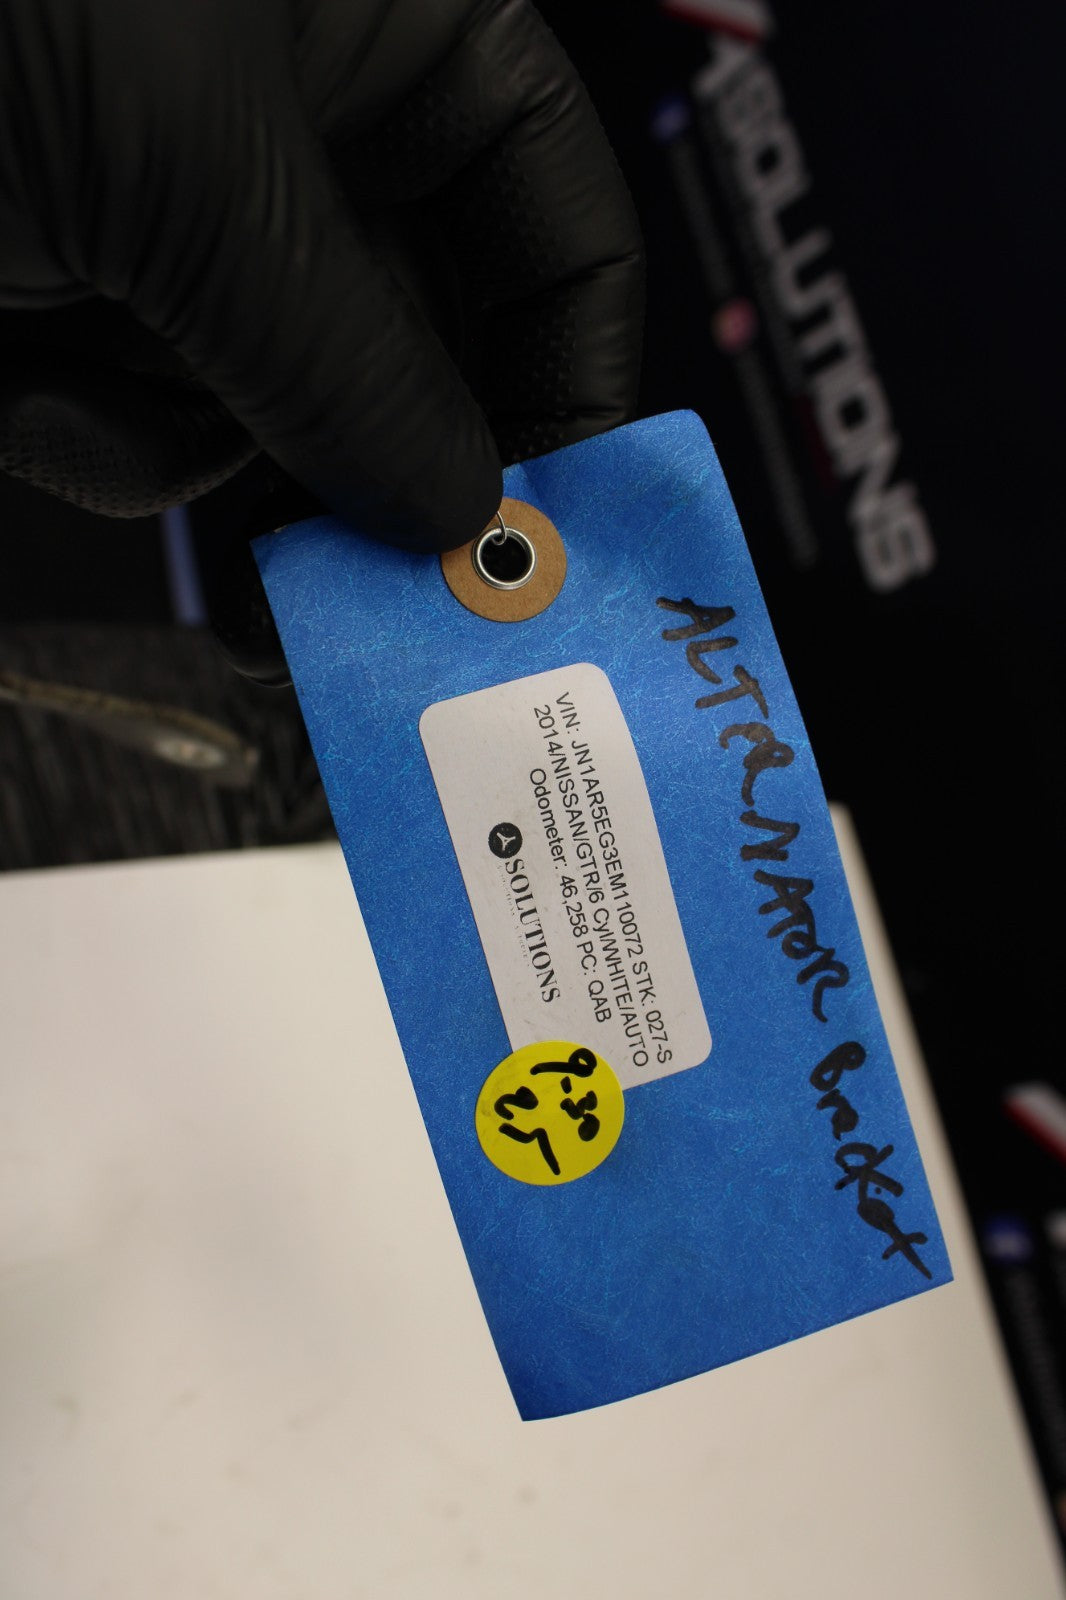 ABOLUTIONS
ALTERNATOR Bracket
VIN: JN1AR5EG3EM110072 STK: 027-S
2014/NISSAN/GTR/6 Cyl/WHITE/AUTO
Odometer: 46,258 PC: QAB
SOLUTIONS
9-30
25